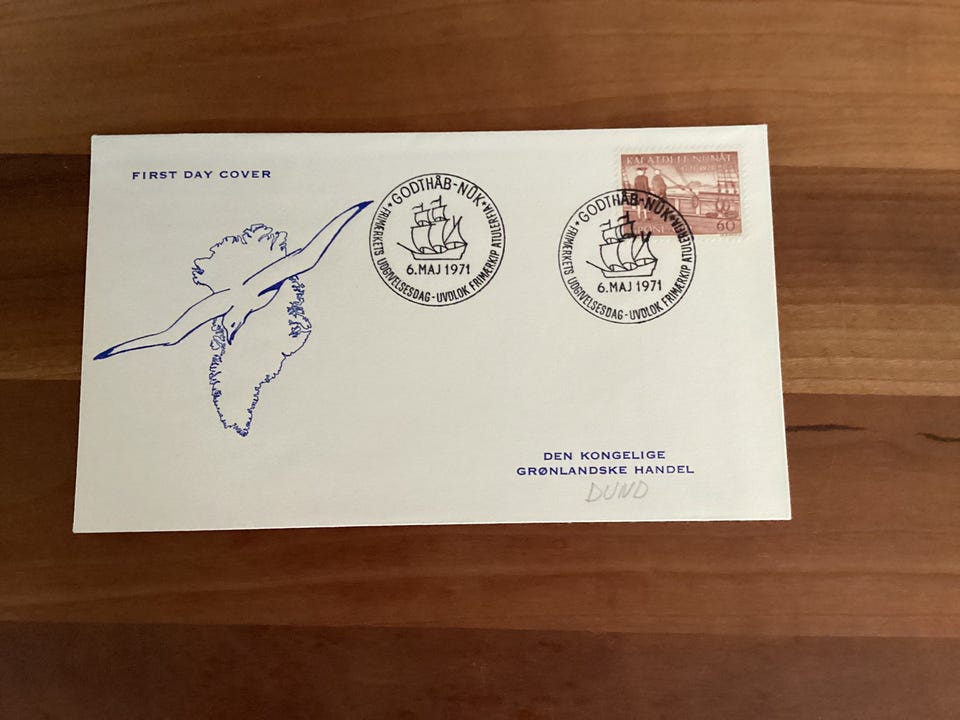 FIRST DAY COVER
GODTHÅB-NÛK
FRIMÆRKETS UDGIVELSESDAG-UVDLOK FRIMÆRKIP ATULERFIA
6.MAJ 1971
KALÂTDLIT NUNÂT
60
GODTHÅB-NÛK
FRIMÆRKETS UDGIVELSESDAG-UVDLOK FRIMÆRKIP ATULERFIA
6.MAJ 1971
DEN KONGELIGE
GRØNLANDSKE HANDEL
DUND